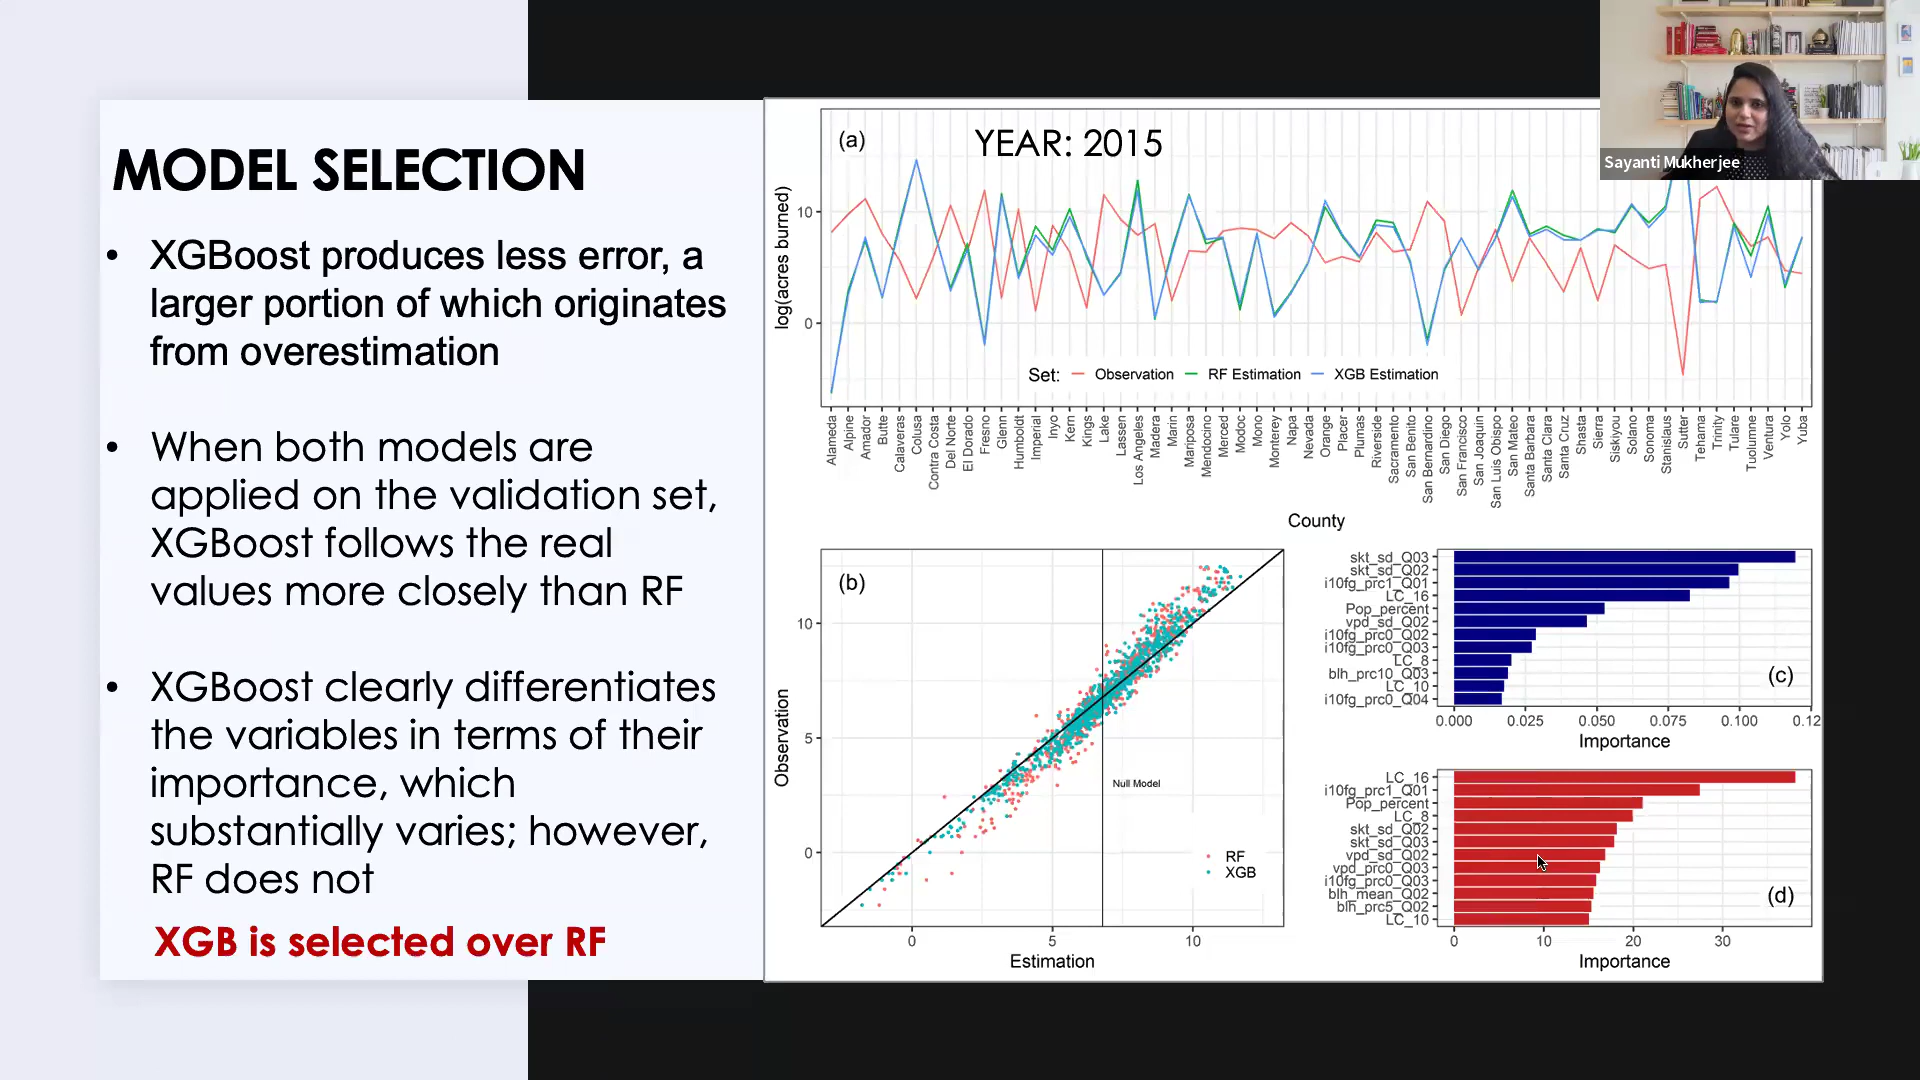 MODEL SELECTION
• XGBoost produces less error, a
larger portion of which originates
from overestimation
• When both models are
applied on the validation set,
XGBoost follows the real
values more closely than RF
• XGBoost clearly differentiates
the variables in terms of their
importance, which
substantially varies; however,
RF does not
XGB is selected over RF
(a)
YEAR: 2015
log(acres burned)
10
0
Set:
Observation
RF Estimation
XGB Estimation
Alameda
Alpine
Amador
Butte
Calaveras
Colusa
Contra Costa
Del Norte
El Dorado
Fresno
Glenn
Humboldt
Imperial
Inyo
Kern
Kings
Lake
Lassen
Los Angeles
Madera
Marin
Mariposa
Mendocino
Merced
Modoc
Mono
Monterey
Napa
Nevada
Orange
Placer
Plumas
Riverside
Sacramento
San Benito
San Bernardino
San Diego
San Francisco
San Joaquin
San Luis Obispo
San Mateo
Santa Barbara
Santa Clara
Santa Cruz
Shasta
Sierra
Siskiyou
Solano
Sonoma
Stanislaus
Sutter
Tehama
Trinity
Tulare
Tuolumne
Ventura
Yolo
Yuba
County
Sayanti Mukherjee
(b)
Observation
10
5
0
Null Model
RF
XGB
0
5
10
Estimation
skt_sd_Q03
skt_sd_Q02
i10fg_prc1_Q01
LC_16
Pop_percent
vpd_sd_Q02
i10fg_prc0_Q02
i10fg_prc0_Q03
LC_8
blh_prc10_Q03
LC_10
i10fg_prc0_Q04
(c)
0.000
0.025
0.050
0.075
0.100
0.12
Importance
LC_16
i10fg_prc1_Q01
Pop_percent
LC_8
skt_sd_Q02
skt_sd_Q03
vpd_sd_Q02
vpd_prc0_Q03
i10fg_prc0_Q03
blh_mean_Q02
blh_prc5_Q02
LC_10
(d)
0
10
20
30
Importance